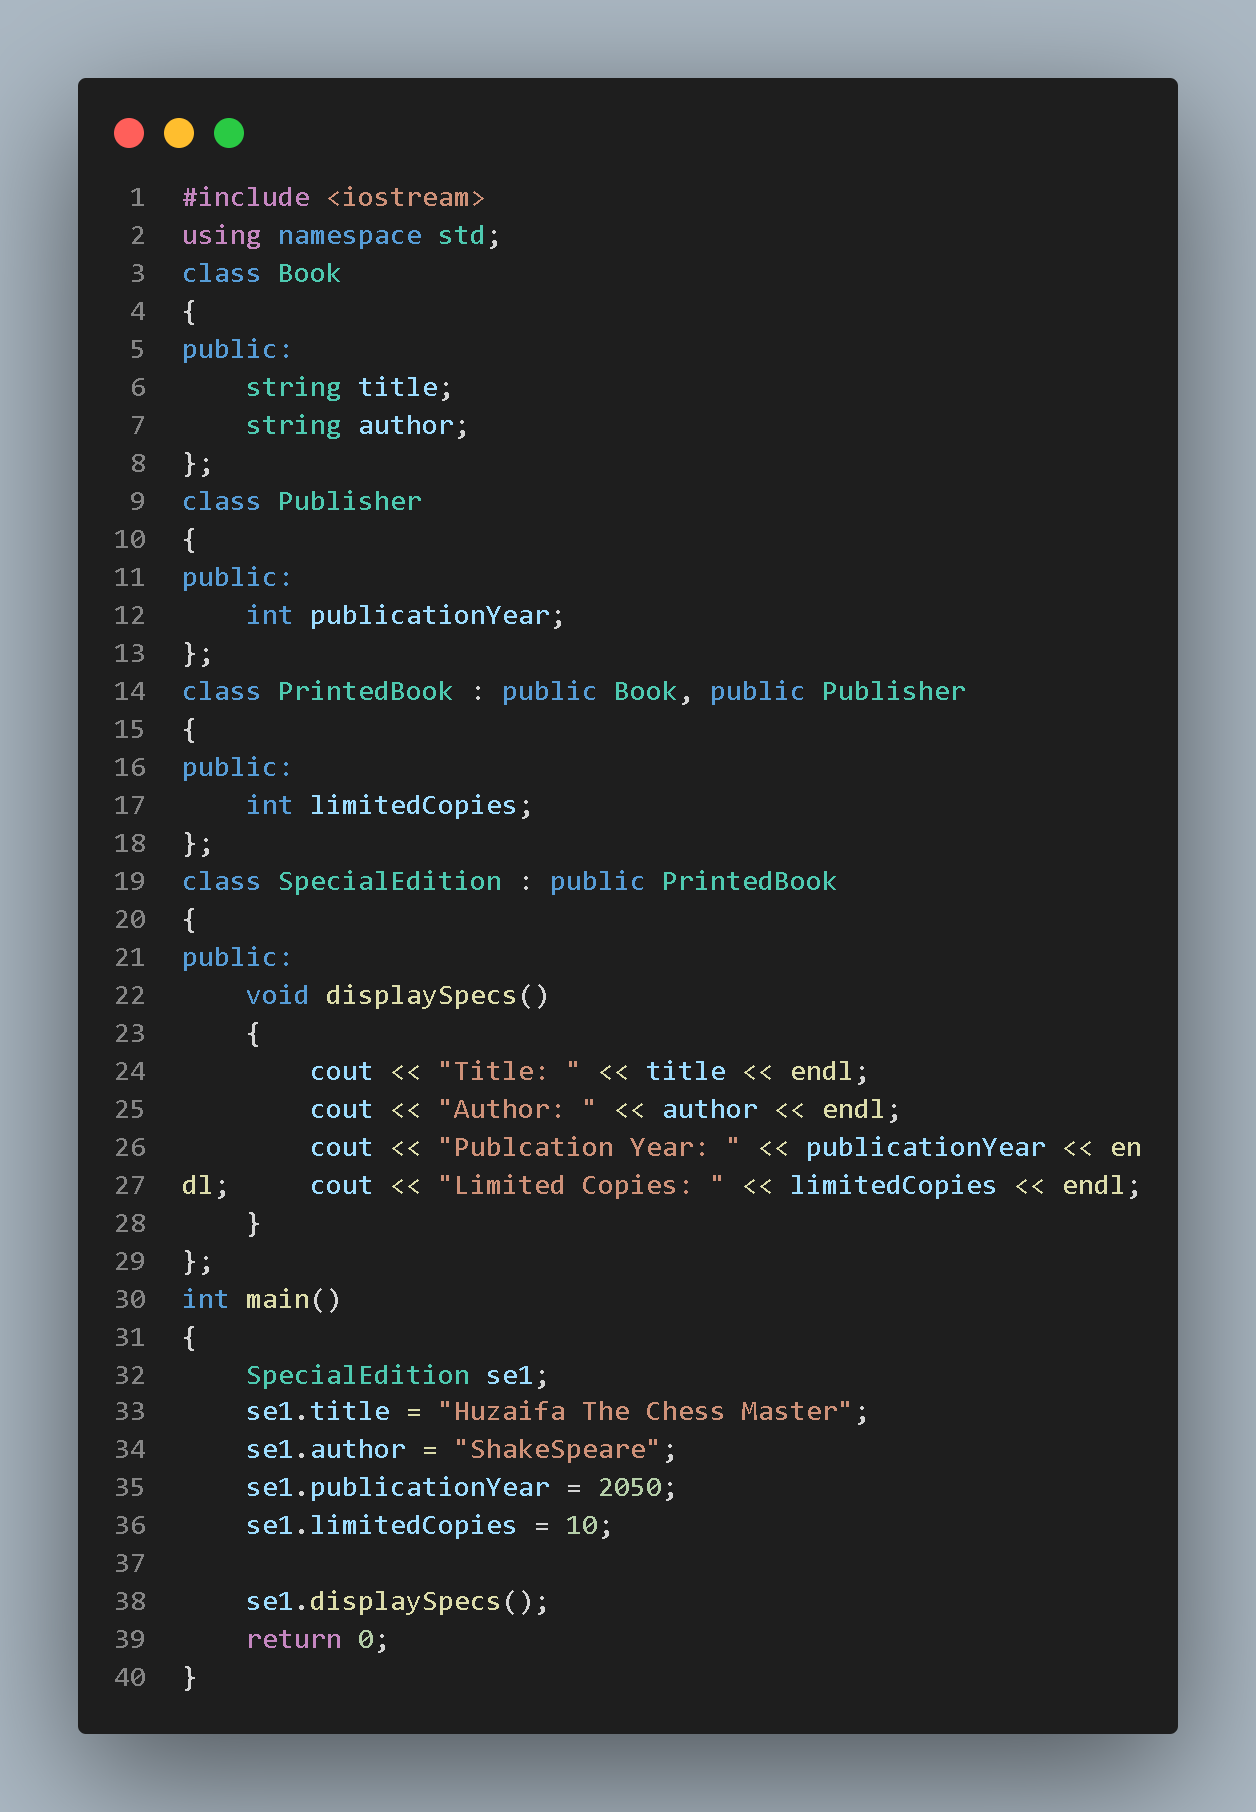 1 #include <iostream>
2 using namespace std;
3 class Book
4 {
5 public:
6     string title;
7     string author;
8 };
9 class Publisher
10 {
11 public:
12     int publicationYear;
13 };
14 class PrintedBook : public Book, public Publisher
15 {
16 public:
17     int limitedCopies;
18 };
19 class SpecialEdition : public PrintedBook
20 {
21 public:
22     void displaySpecs()
23     {
24         cout << "Title: " << title << endl;
25         cout << "Author: " << author << endl;
26         cout << "Publcation Year: " << publicationYear << en
27 dl;     cout << "Limited Copies: " << limitedCopies << endl;
28     }
29 };
30 int main()
31 {
32     SpecialEdition se1;
33     se1.title = "Huzaifa The Chess Master";
34     se1.author = "ShakeSpeare";
35     se1.publicationYear = 2050;
36     se1.limitedCopies = 10;
37
38     se1.displaySpecs();
39     return 0;
40 }